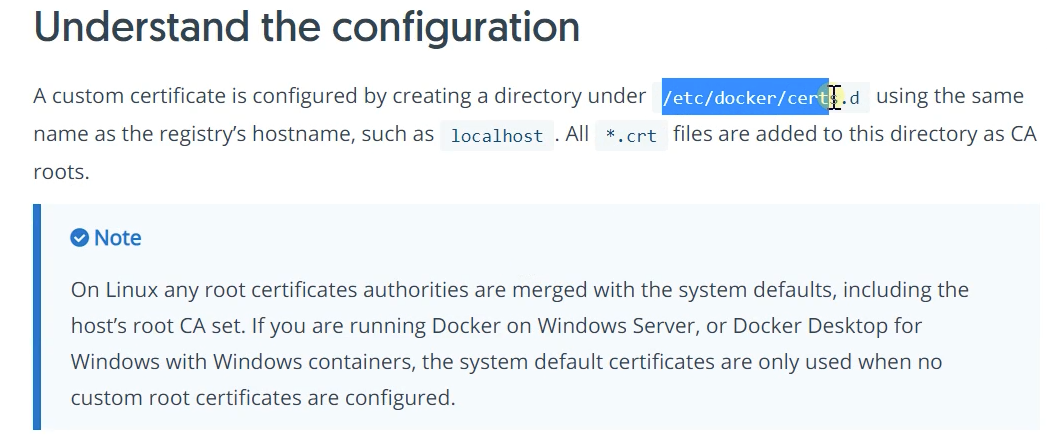 Understand the configuration
A custom certificate is configured by creating a directory under /etc/docker/certs.d using the same
name as the registry’s hostname, such as localhost. All *.crt files are added to this directory as CA
roots.
Note
On Linux any root certificates authorities are merged with the system defaults, including the
host’s root CA set. If you are running Docker on Windows Server, or Docker Desktop for
Windows with Windows containers, the system default certificates are only used when no
custom root certificates are configured.